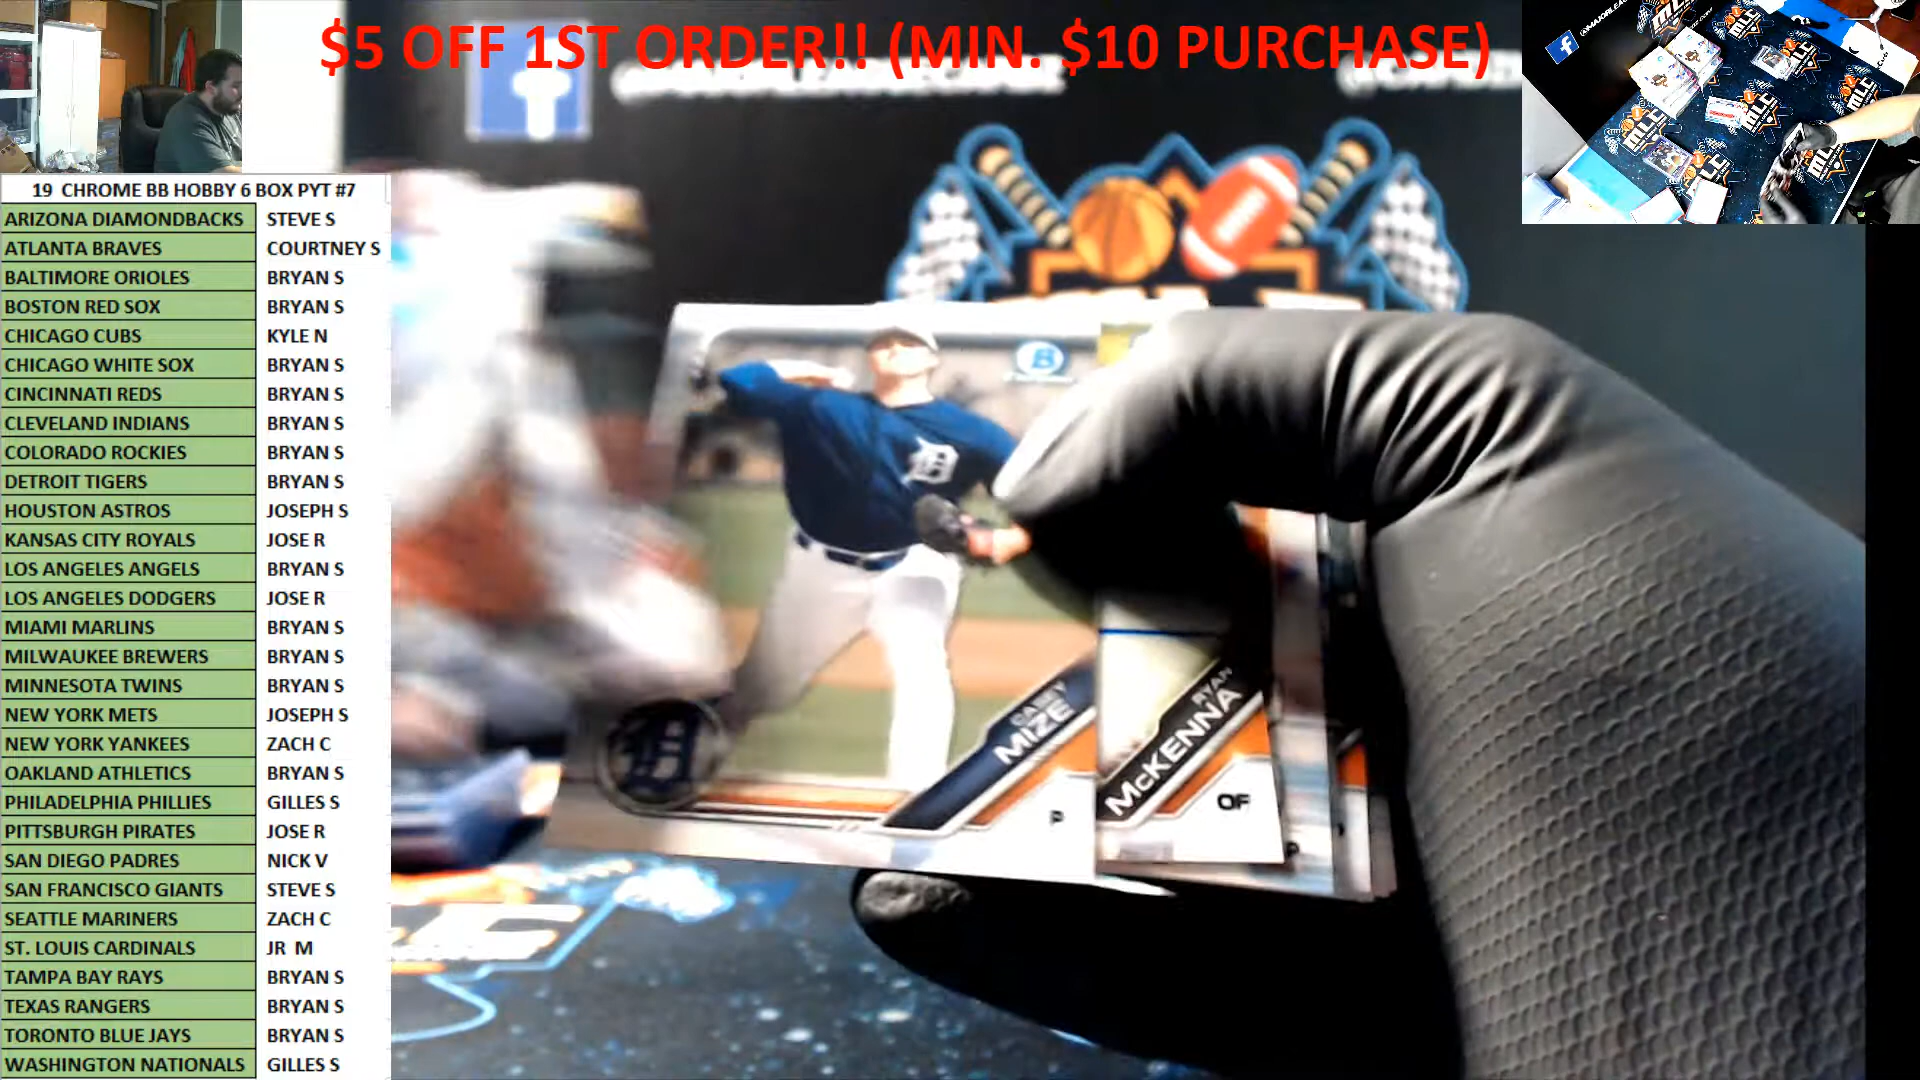 $5 OFF 1ST ORDER!! (MIN. $10 PURCHASE)
19 CHROME BB HOBBY 6 BOX PYT #7
ARIZONA DIAMONDBACKS STEVE S
ATLANTA BRAVES COURTNEY S
BALTIMORE ORIOLES BRYAN S
BOSTON RED SOX BRYAN S
CHICAGO CUBS KYLE N
CHICAGO WHITE SOX BRYAN S
CINCINNATI REDS BRYAN S
CLEVELAND INDIANS BRYAN S
COLORADO ROCKIES BRYAN S
DETROIT TIGERS BRYAN S
HOUSTON ASTROS JOSEPH S
KANSAS CITY ROYALS JOSE R
LOS ANGELES ANGELS BRYAN S
LOS ANGELES DODGERS JOSE R
MIAMI MARLINS BRYAN S
MILWAUKEE BREWERS BRYAN S
MINNESOTA TWINS BRYAN S
NEW YORK METS JOSEPH S
NEW YORK YANKEES ZACH C
OAKLAND ATHLETICS BRYAN S
PHILADELPHIA PHILLIES GILLES S
PITTSBURGH PIRATES JOSE R
SAN DIEGO PADRES NICK V
SAN FRANCISCO GIANTS STEVE S
SEATTLE MARINERS ZACH C
ST. LOUIS CARDINALS JR M
TAMPA BAY RAYS BRYAN S
TEXAS RANGERS BRYAN S
TORONTO BLUE JAYS BRYAN S
WASHINGTON NATIONALS GILLES S
CASEY
MIZE
P
RYAN
McKENNA
OF
MLC